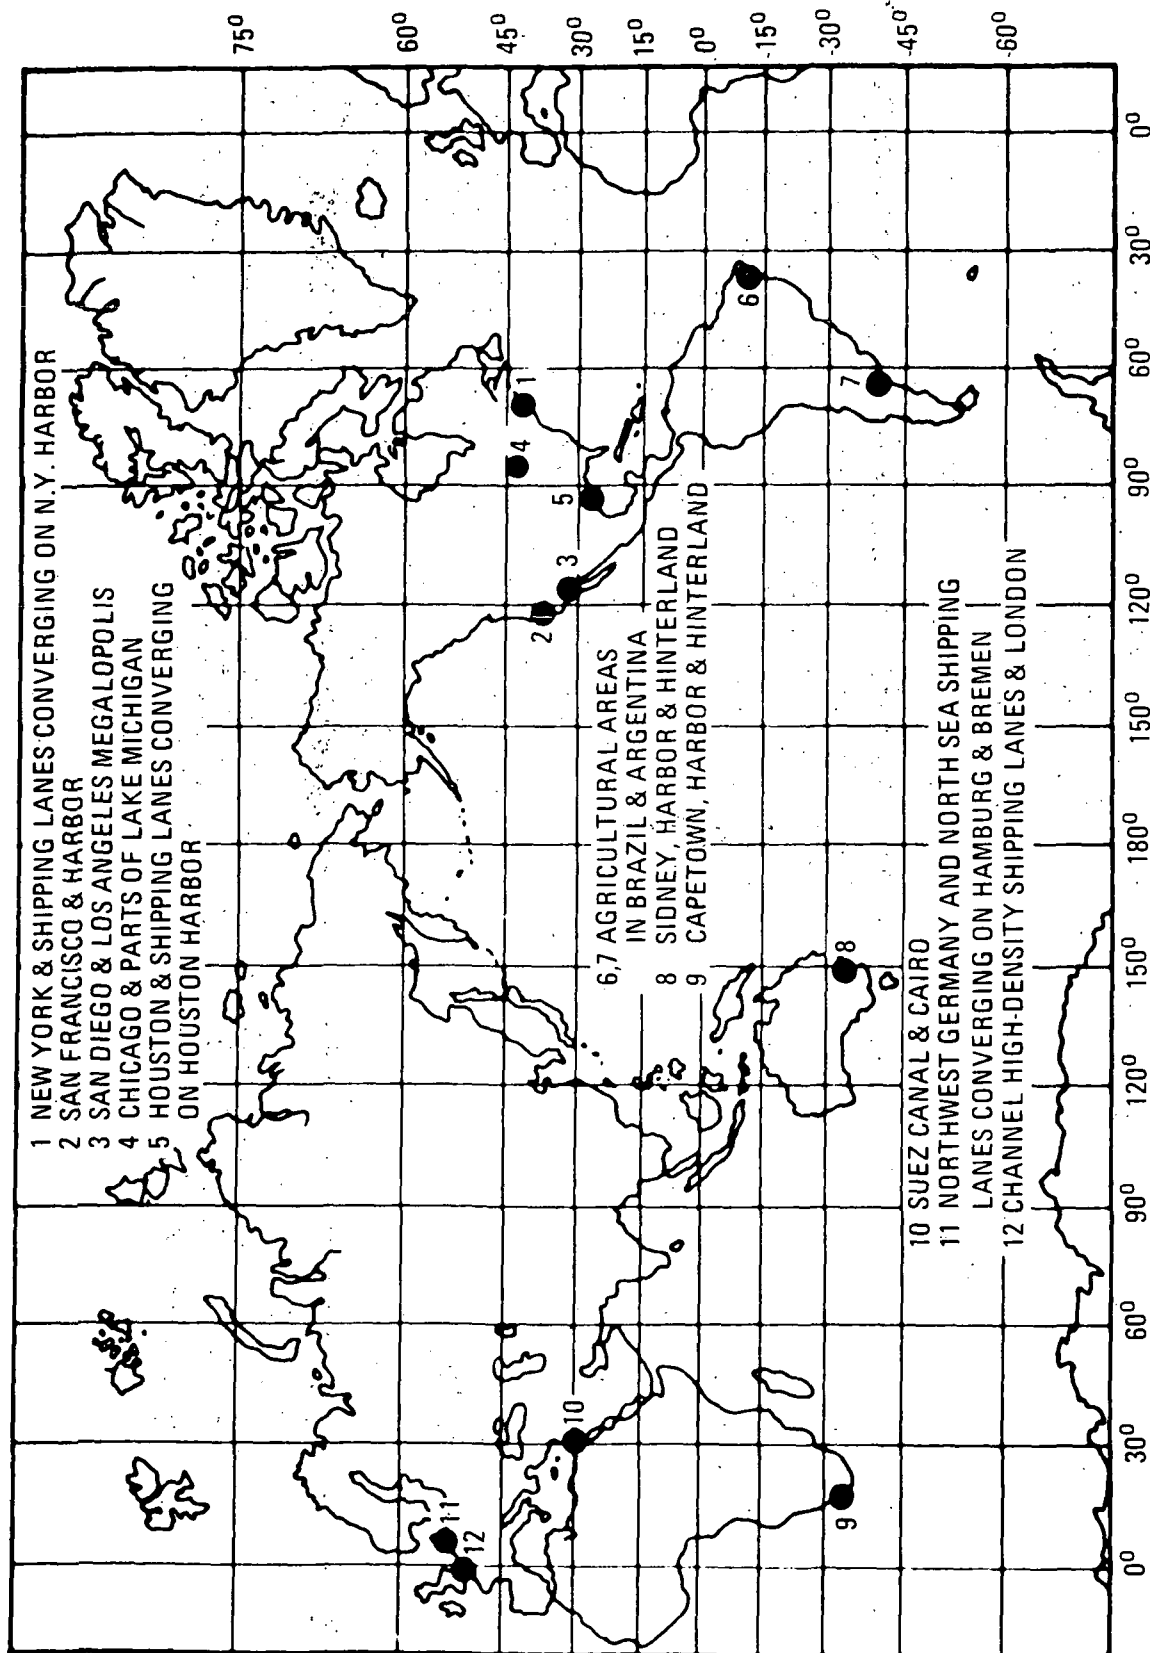 1 NEW YORK & SHIPPING LANES CONVERGING ON N.Y. HARBOR
2 SAN FRANCISCO & HARBOR
3 SAN DIEGO & LOS ANGELES MEGALOPOLIS
4 CHICAGO & PARTS OF LAKE MICHIGAN
5 HOUSTON & SHIPPING LANES CONVERGING
ON HOUSTON HARBOR
6,7 AGRICULTURAL AREAS
IN BRAZIL & ARGENTINA
8 SIDNEY, HARBOR & HINTERLAND
9 CAPETOWN, HARBOR & HINTERLAND
10 SUEZ CANAL & CAIRO
11 NORTHWEST GERMANY AND NORTH SEA SHIPPING
LANES CONVERGING ON HAMBURG & BREMEN
12 CHANNEL HIGH-DENSITY SHIPPING LANES & LONDON
75°
60°
45°
30°
15°
0°
-15°
-30°
-45°
-60°
0° 30° 60° 90° 120° 150° 180° 150° 120° 90° 60° 30° 0°
11
12
10
9
8
2
3
5
4
1
6
7